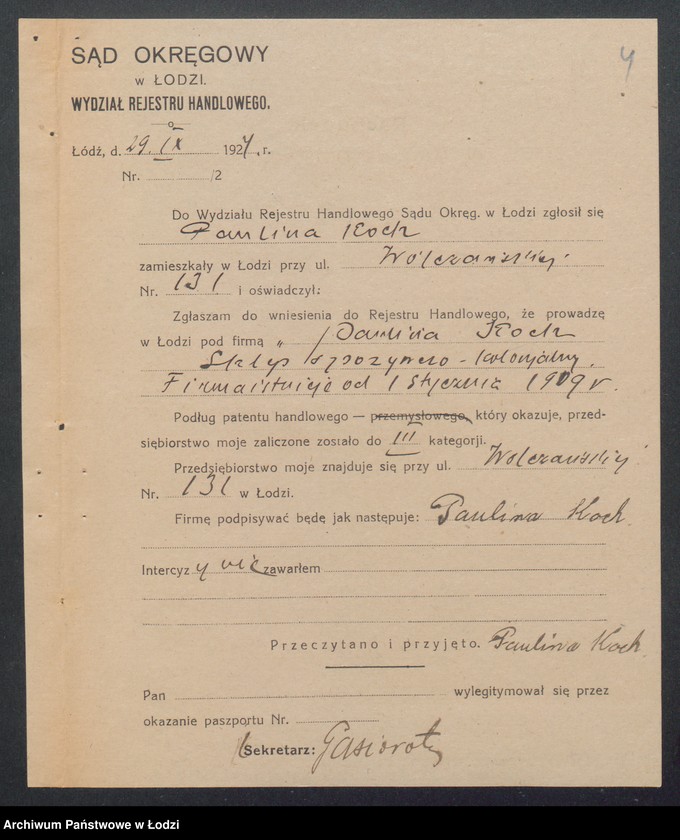 4
SĄD OKRĘGOWY
w ŁODZI.
WYDZIAŁ REJESTRU HANDLOWEGO.
Łódź, d. 29. IX 1924 r.
Nr. /2
Do Wydziału Rejestru Handlowego Sądu Okręg. w Łodzi zgłosił się
Paulina Koch
zamieszkały w Łodzi przy ul. Wólczańskiej
Nr. 131 i oświadczył:
Zgłaszam do wniesienia do Rejestru Handlowego, że prowadzę
w Łodzi pod firmą „ Paulina Koch
Sklep spożywczo-kolonjalny.
Firma istnieje od 1 stycznia 1909 r.
Podług patentu handlowego — przemysłowego, który okazuje, przed-
siębiorstwo moje zaliczone zostało do III kategorji.
Przedsiębiorstwo moje znajduje się przy ul. Wólczańskiej
Nr. 131 w Łodzi.
Firmę podpisywać będę jak następuje: Paulina Koch
Intercyzy nie zawarłem
Przeczytano i przyjęto. Paulina Koch
Pan wylegitymował się przez
okazanie paszportu Nr.
Sekretarz:
Archiwum Państwowe w Łodzi